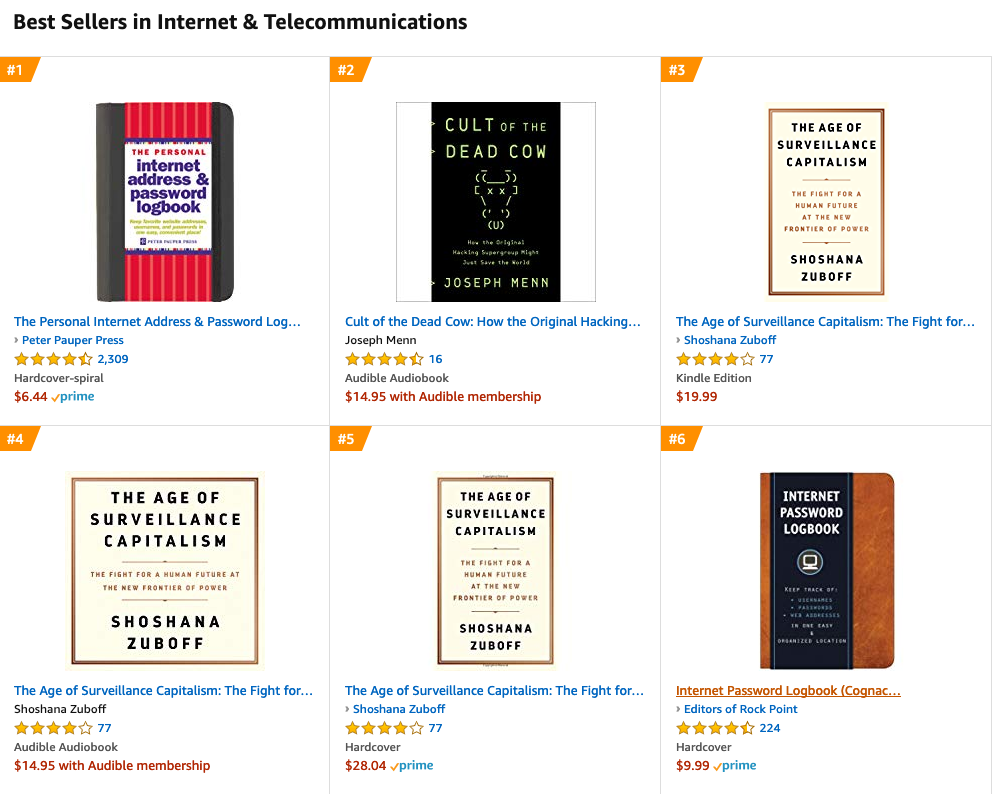 Best Sellers in Internet & Telecommunications
#1
THE PERSONAL
internet
address &
password
logbook
Keep favorite website addresses,
usernames, and passwords in
one easy, convenient place!
PETER PAUPER PRESS
The Personal Internet Address & Password Log…
› Peter Pauper Press
2,309
Hardcover-spiral
$6.44 prime
#2
> CULT OF THE
> DEAD COW
((___))
[ x x ]
\ /
(' ')
(U)
How the Original
Hacking Supergroup Might
Just Save the World
> JOSEPH MENN
Cult of the Dead Cow: How the Original Hacking…
Joseph Menn
16
Audible Audiobook
$14.95 with Audible membership
#3
THE AGE OF
SURVEILLANCE
CAPITALISM
THE FIGHT FOR A
HUMAN FUTURE
AT THE NEW
FRONTIER OF POWER
SHOSHANA
ZUBOFF
The Age of Surveillance Capitalism: The Fight for…
› Shoshana Zuboff
77
Kindle Edition
$19.99
#4
THE AGE OF
SURVEILLANCE
CAPITALISM
THE FIGHT FOR A HUMAN FUTURE AT
THE NEW FRONTIER OF POWER
SHOSHANA
ZUBOFF
The Age of Surveillance Capitalism: The Fight for…
Shoshana Zuboff
77
Audible Audiobook
$14.95 with Audible membership
#5
THE AGE OF
SURVEILLANCE
CAPITALISM
THE FIGHT FOR A
HUMAN FUTURE
AT THE NEW
FRONTIER OF POWER
SHOSHANA
ZUBOFF
The Age of Surveillance Capitalism: The Fight for…
› Shoshana Zuboff
77
Hardcover
$28.04 prime
#6
INTERNET
PASSWORD
LOGBOOK
KEEP TRACK OF:
• USERNAMES
• PASSWORDS
• WEB ADDRESSES
IN ONE EASY
&
ORGANIZED LOCATION
Internet Password Logbook (Cognac…
› Editors of Rock Point
224
Hardcover
$9.99 prime